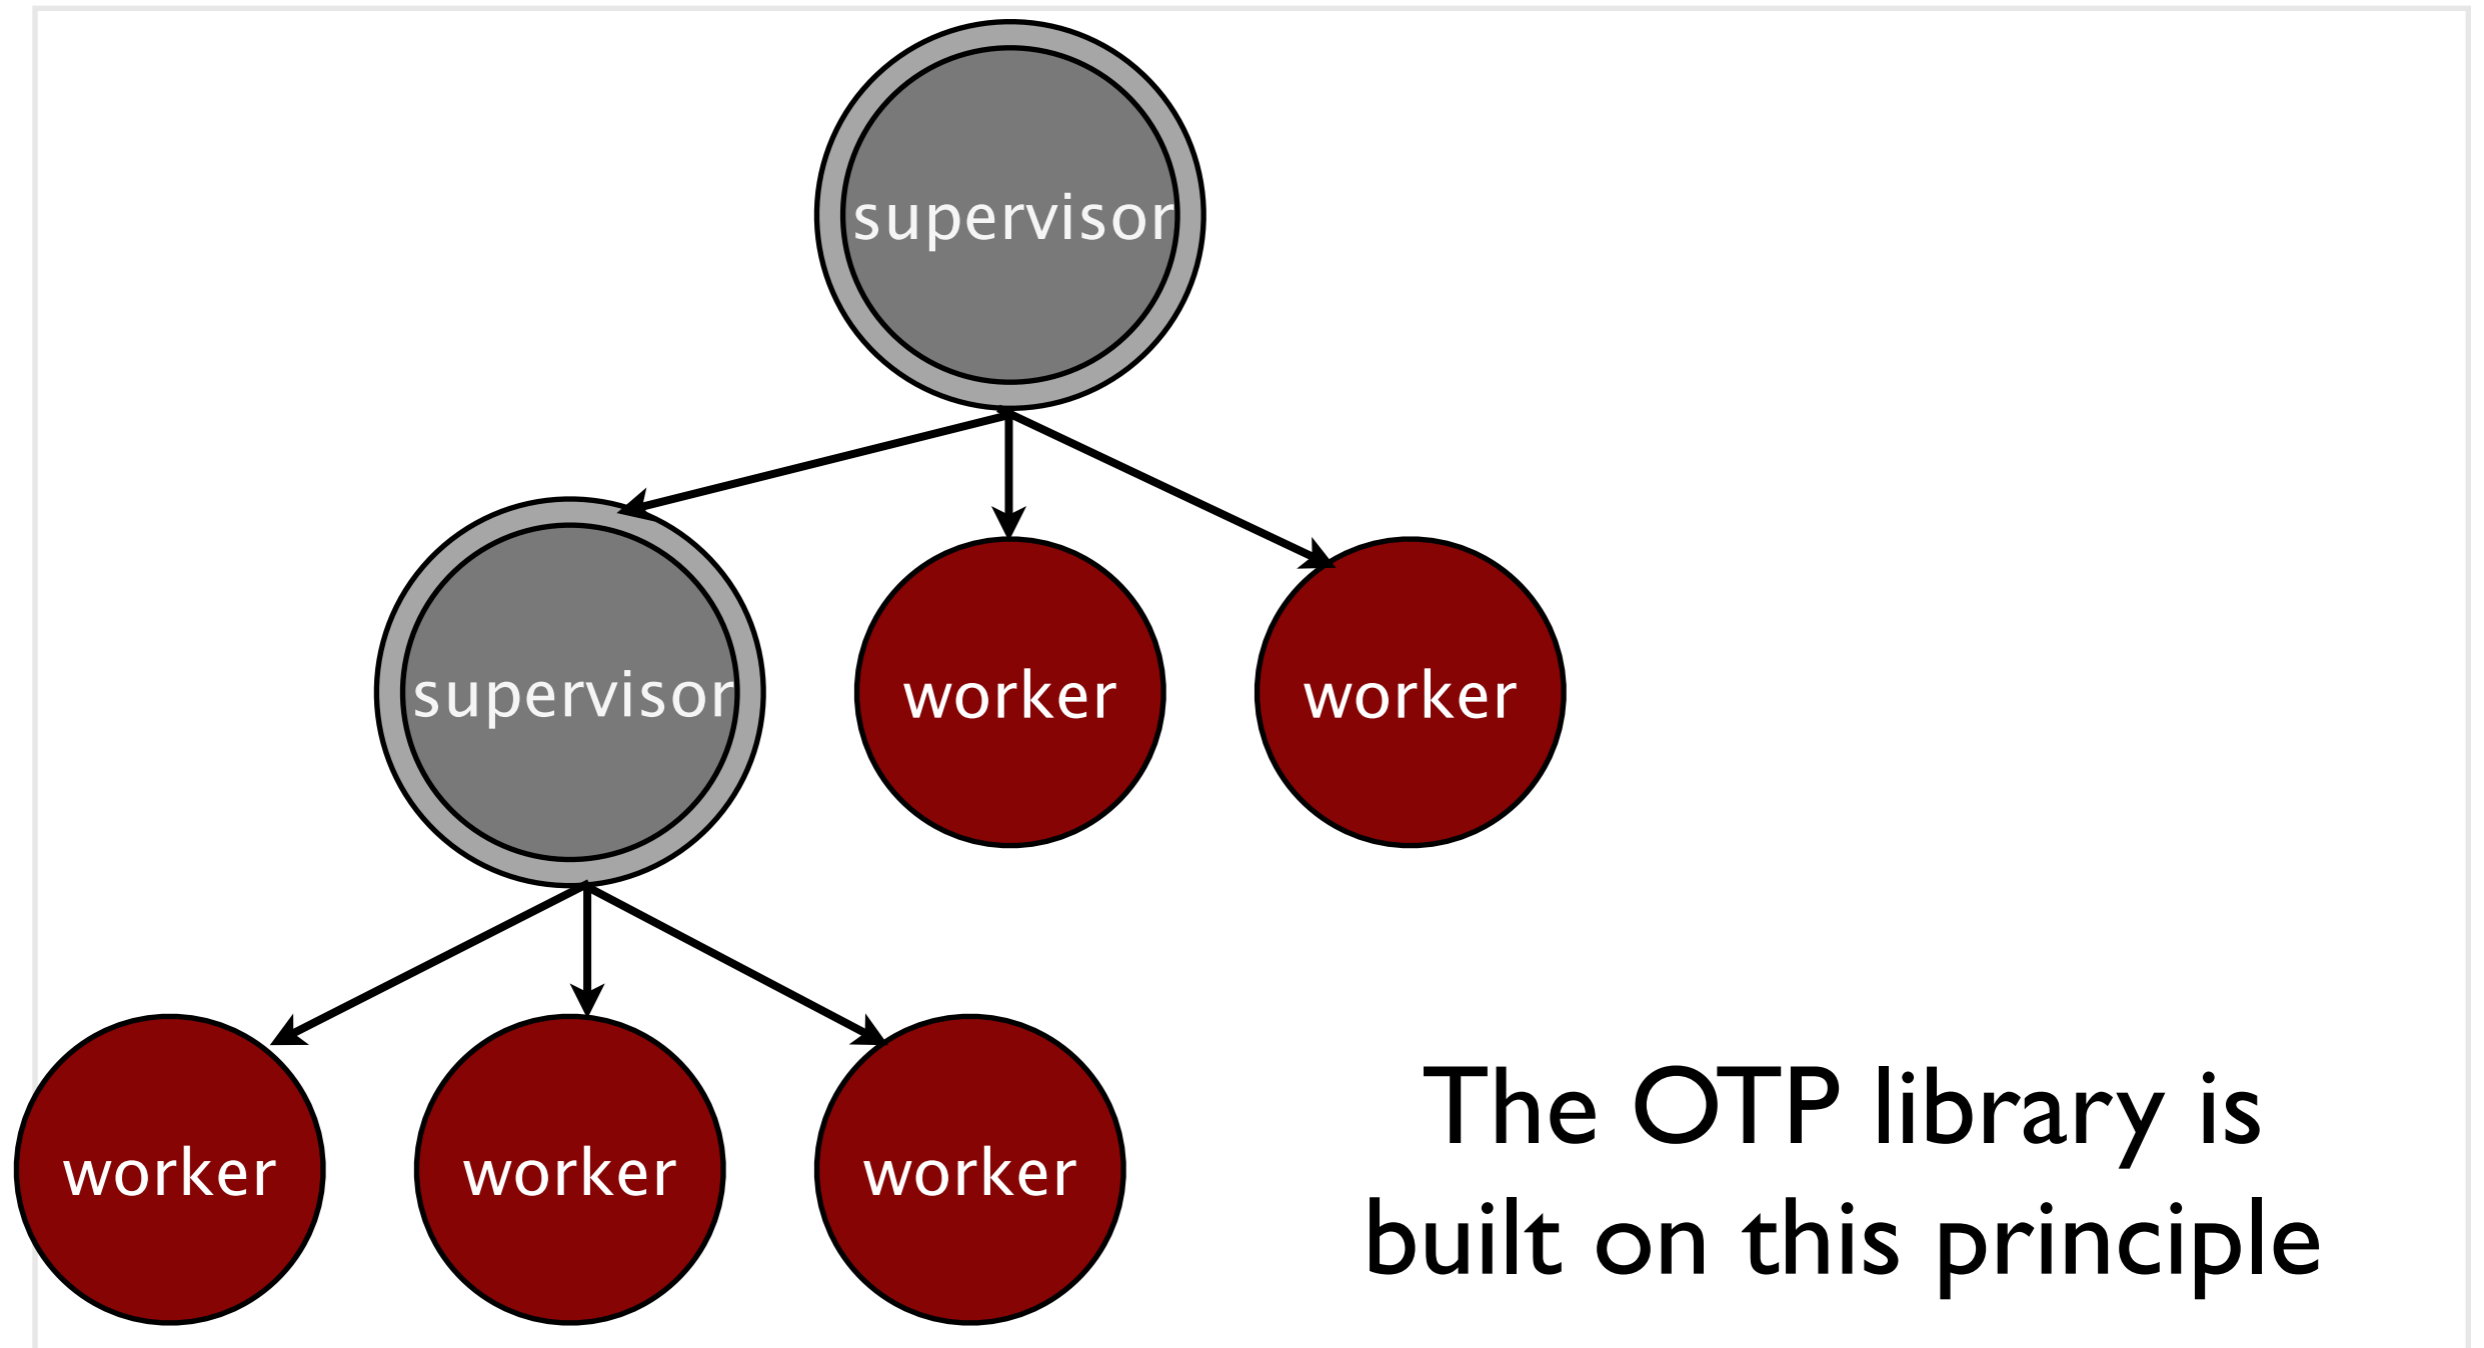 supervisor
supervisor
worker
worker
worker
worker
worker
The OTP library is
built on this principle